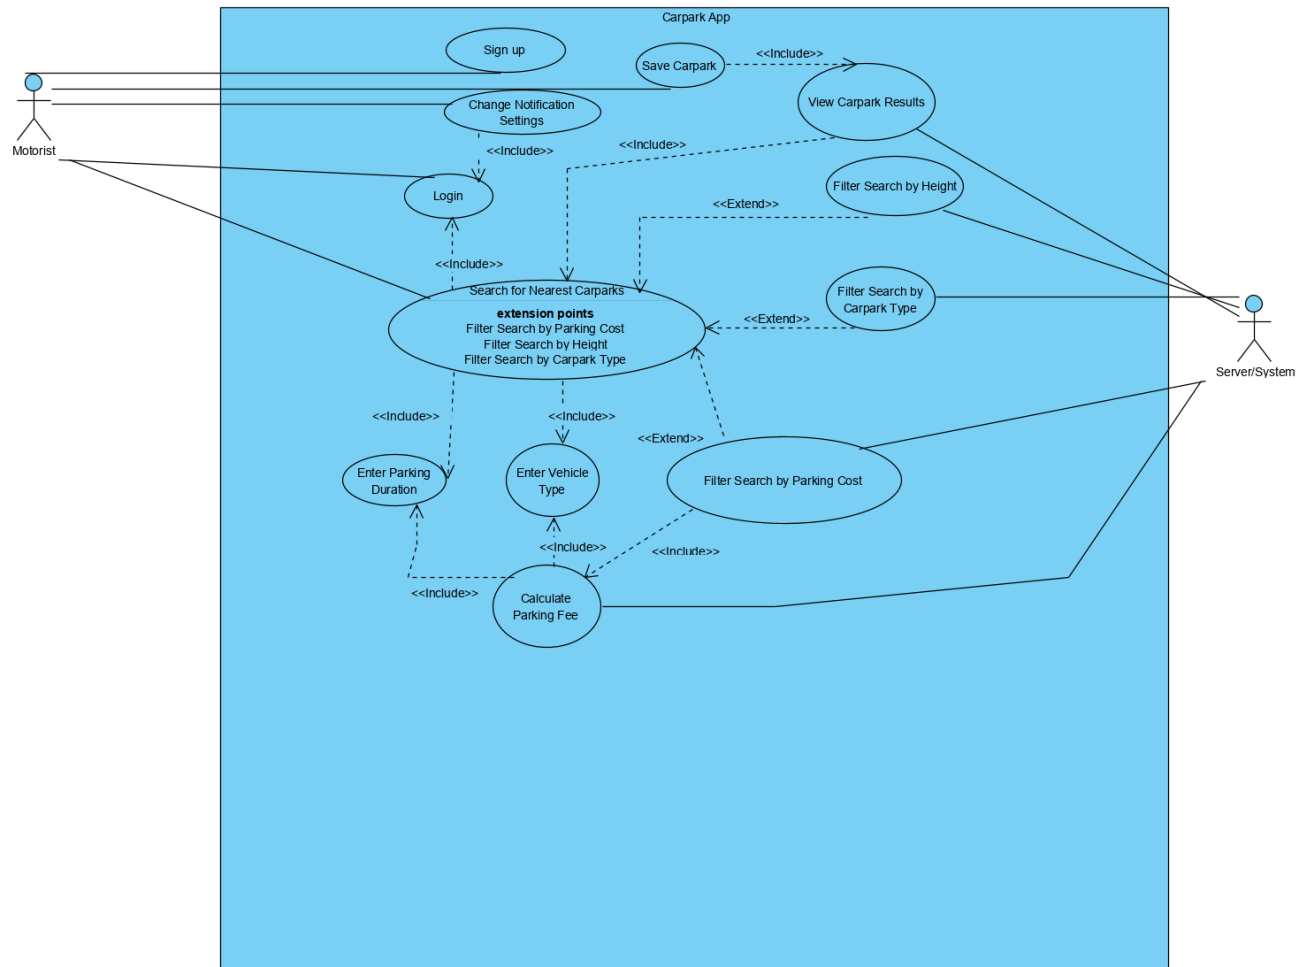 Carpark App
Sign up
Save Carpark
<<Include>>
View Carpark Results
Change Notification
Settings
Motorist
<<Include>>
<<Include>>
Login
Filter Search by Height
<<Extend>>
<<Include>>
Search for Nearest Carparks
extension points
Filter Search by Parking Cost
Filter Search by Height
Filter Search by Carpark Type
Filter Search by
Carpark Type
<<Extend>>
Server/System
<<Include>>
<<Include>>
<<Extend>>
Enter Parking
Duration
Enter Vehicle
Type
Filter Search by Parking Cost
<<Include>>
<<Include>>
<<Include>>
Calculate
Parking Fee